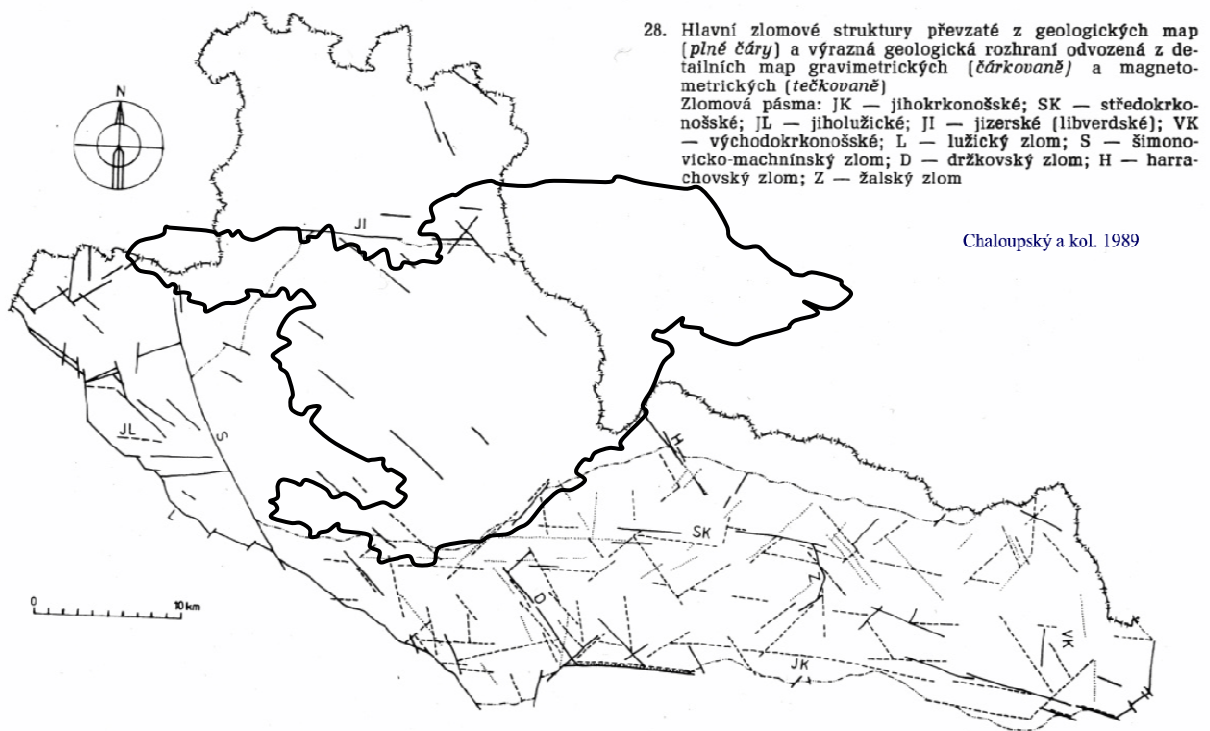 28. Hlavní zlomové struktury převzaté z geologických map
(plné čáry) a výrazná geologická rozhraní odvozená z de-
tailních map gravimetrických (čárkovaně) a magneto-
metrických (tečkovaně)
Zlomová pásma: JK — jihokrkonošské; SK — středokrko-
nošské; JL — jiholužické; JI — jizerské (libverdské); VK
— východokrkonošské; L — lužický zlom; S — šimono-
vicko-machnínský zlom; D — držkovský zlom; H — harra-
chovský zlom; Z — žalský zlom
N
Chaloupský a kol. 1989
JI
JL
S
H
L
SK
Z
0 10 km
D
VK
JK